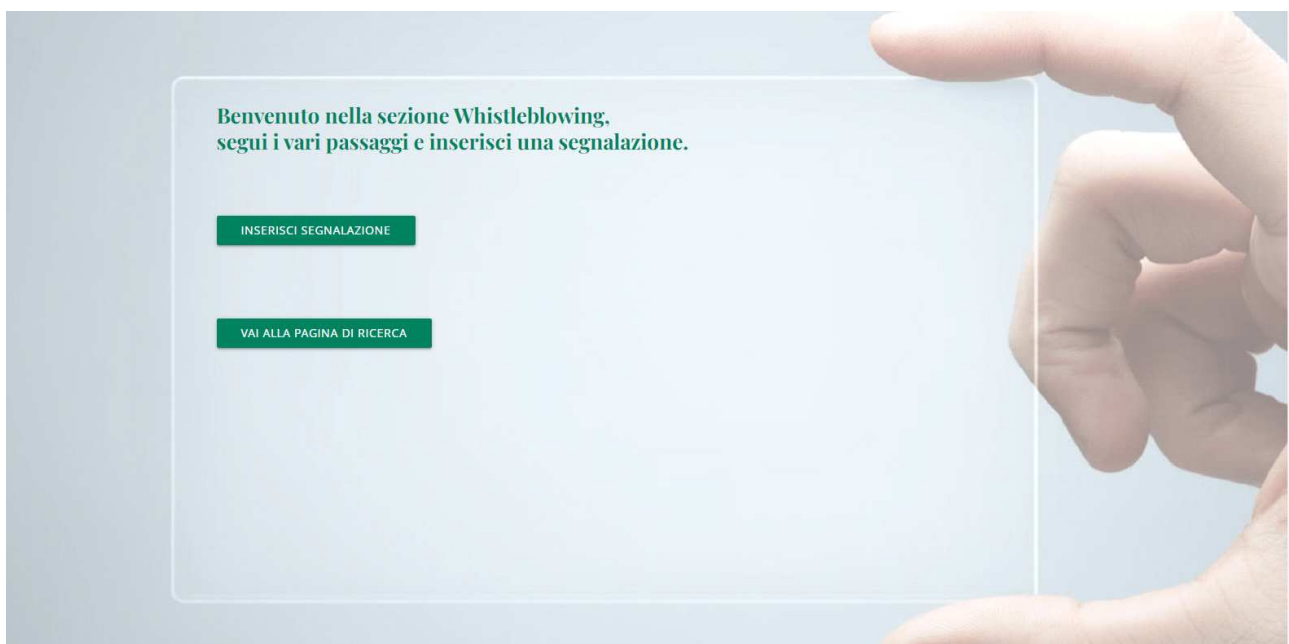 Benvenuto nella sezione Whistleblowing,
segui i vari passaggi e inserisci una segnalazione.
INSERISCI SEGNALAZIONE
VAI ALLA PAGINA DI RICERCA